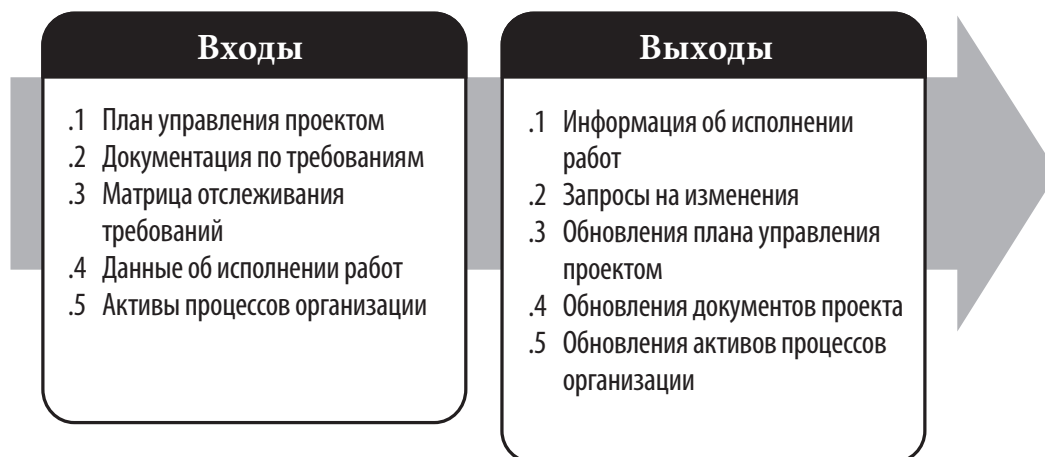 Входы
.1 План управления проектом
.2 Документация по требованиям
.3 Матрица отслеживания
требований
.4 Данные об исполнении работ
.5 Активы процессов организации
Выходы
.1 Информация об исполнении
работ
.2 Запросы на изменения
.3 Обновления плана управления
проектом
.4 Обновления документов проекта
.5 Обновления активов процессов
организации